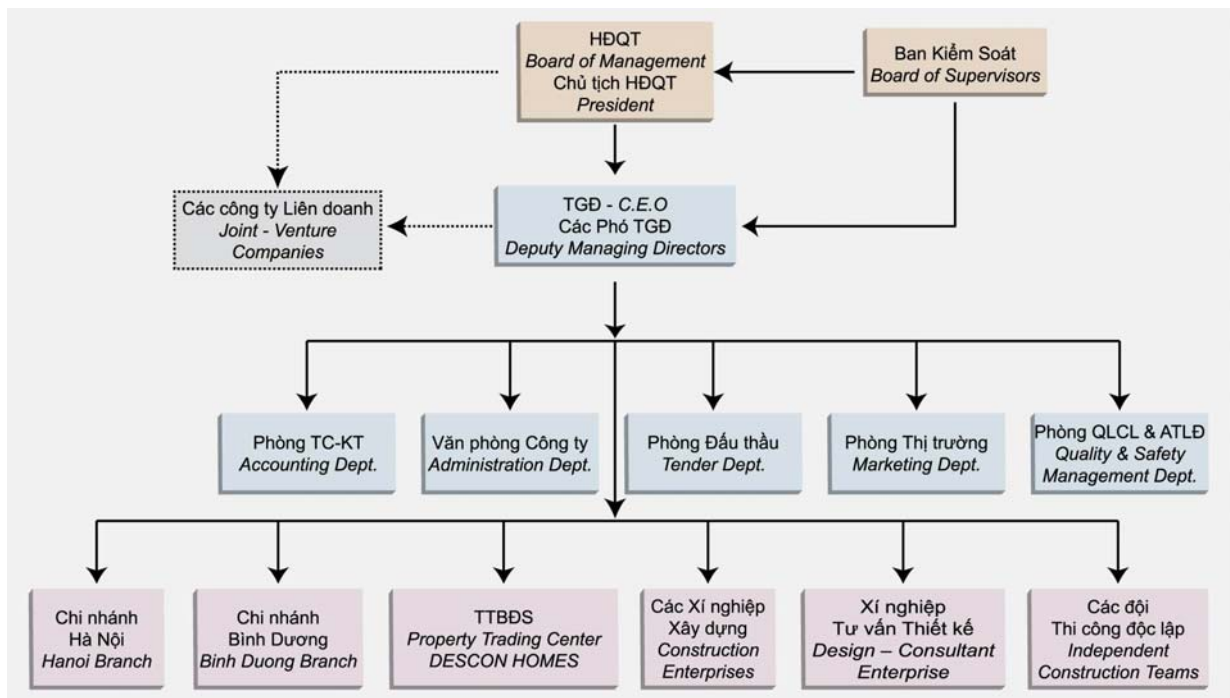 HĐQT
Board of Management
Chủ tịch HĐQT
President
Ban Kiểm Soát
Board of Supervisors
Các công ty Liên doanh
Joint - Venture
Companies
TGĐ - C.E.O
Các Phó TGĐ
Deputy Managing Directors
Phòng TC-KT
Accounting Dept.
Văn phòng Công ty
Administration Dept.
Phòng Đấu thầu
Tender Dept.
Phòng Thị trường
Marketing Dept.
Phòng QLCL & ATLĐ
Quality & Safety
Management Dept.
Chi nhánh
Hà Nội
Hanoi Branch
Chi nhánh
Bình Dương
Binh Duong Branch
TTBĐS
Property Trading Center
DESCON HOMES
Các Xí nghiệp
Xây dựng
Construction
Enterprises
Xí nghiệp
Tư vấn Thiết kế
Design – Consultant
Enterprise
Các đội
Thi công độc lập
Independent
Construction Teams